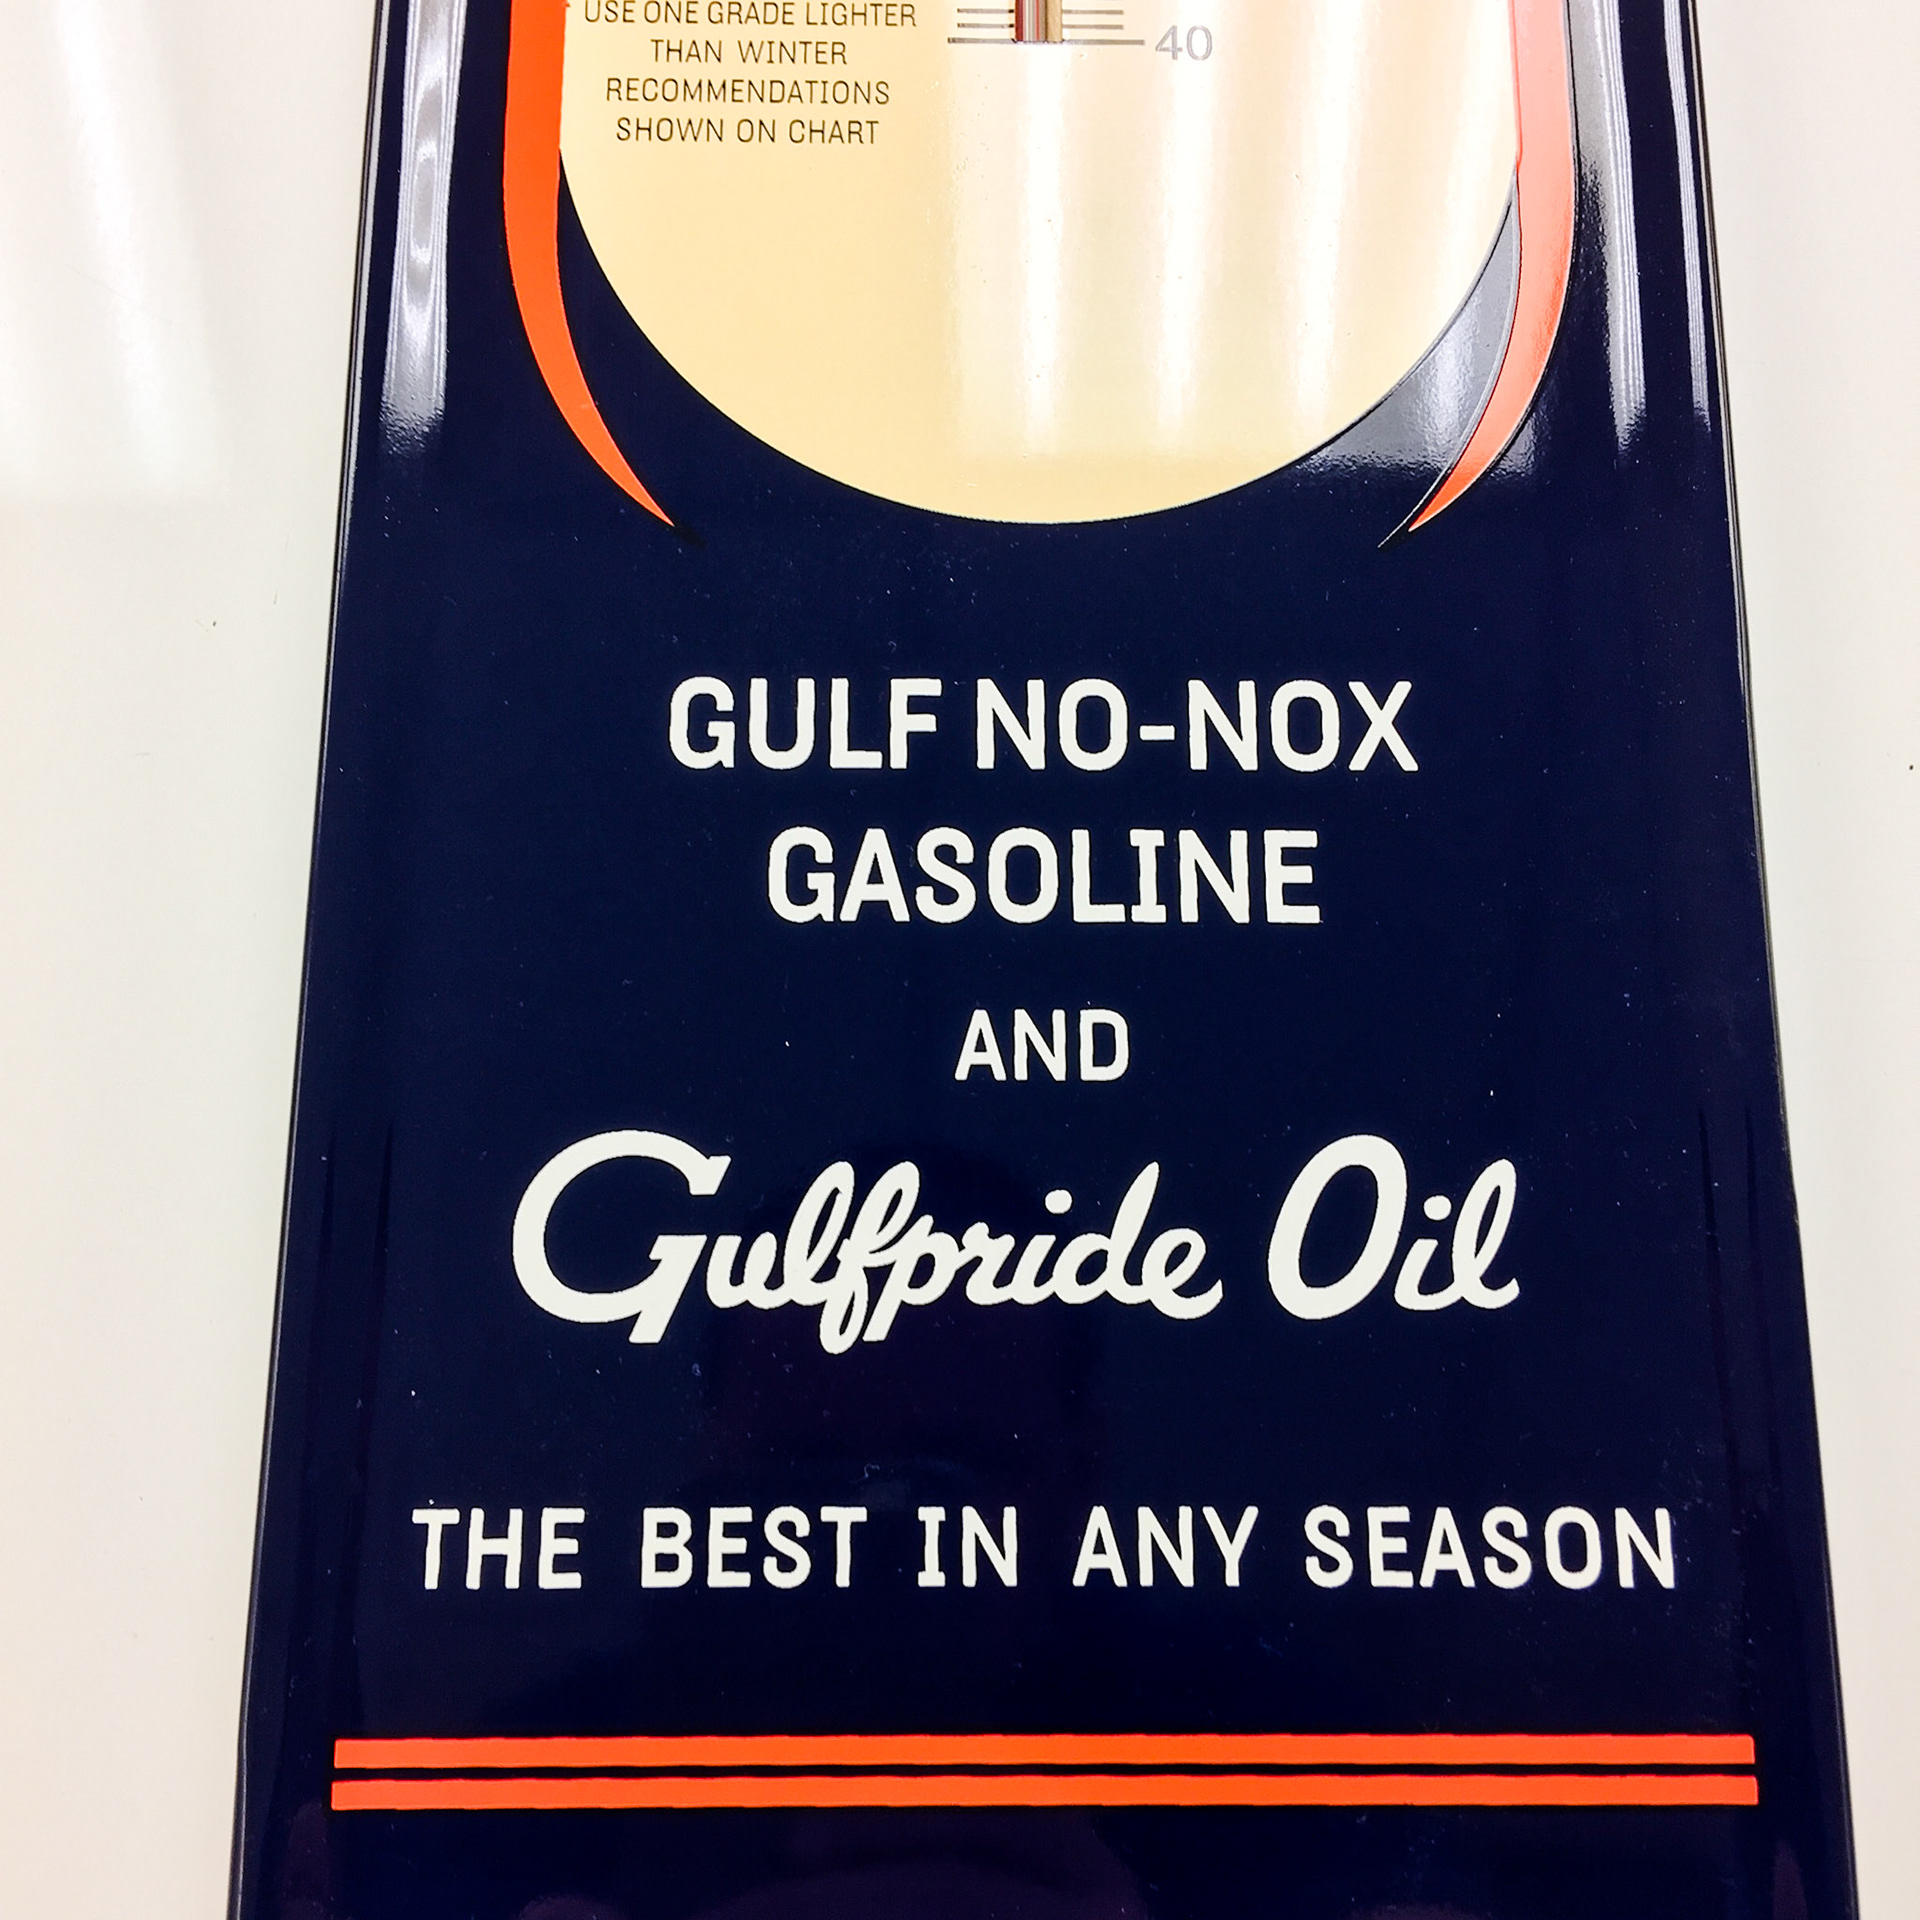 USE ONE GRADE LIGHTER
THAN WINTER
RECOMMENDATIONS
SHOWN ON CHART
40
GULF NO-NOX
GASOLINE
AND
Gulfpride Oil
THE BEST IN ANY SEASON